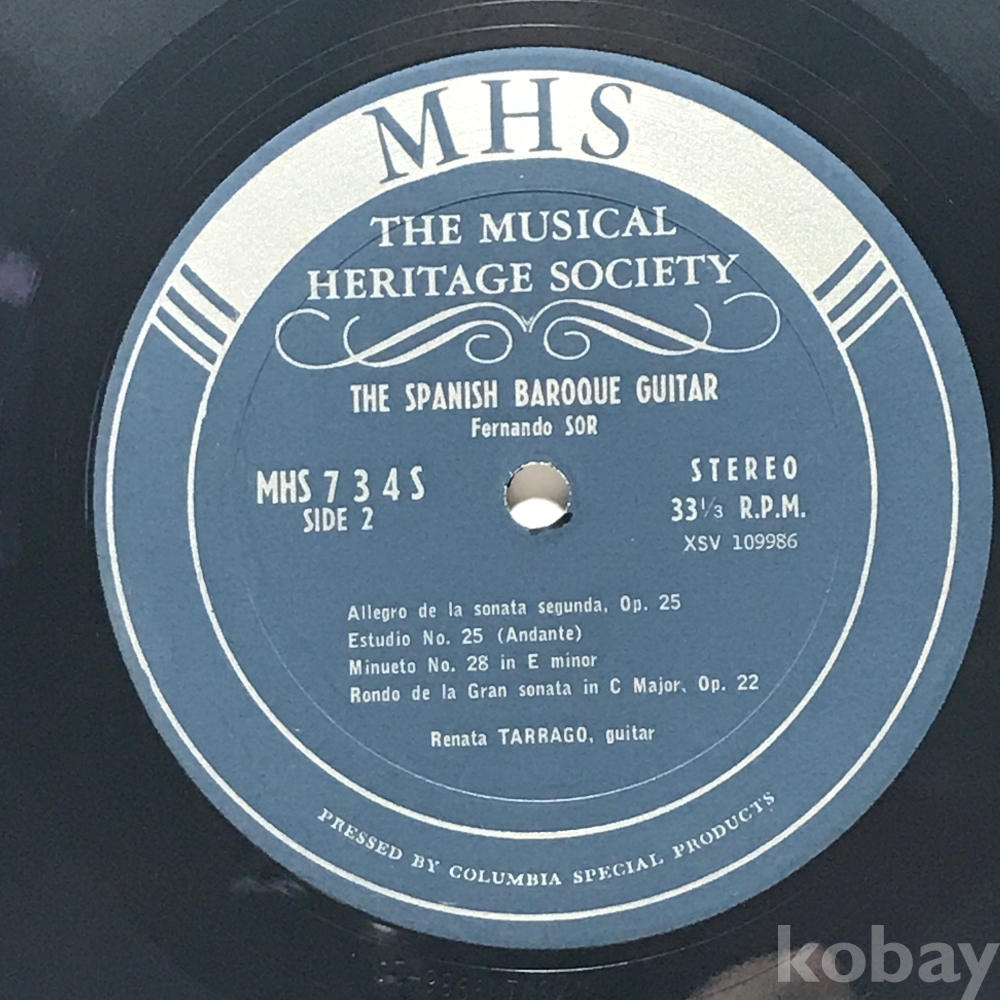 MHS
THE MUSICAL
HERITAGE SOCIETY
THE SPANISH BAROQUE GUITAR
Fernando SOR
MHS 7 3 4 S
SIDE 2
STEREO
33 1/3 R.P.M.
XSV 109986
Allegro de la sonata segunda, Op. 25
Estudio No. 25 (Andante)
Minueto No. 28 in E minor
Rondo de la Gran sonata in C Major, Op. 22
Renata TARRAGO, guitar
PRESSED BY COLUMBIA SPECIAL PRODUCTS
kobay